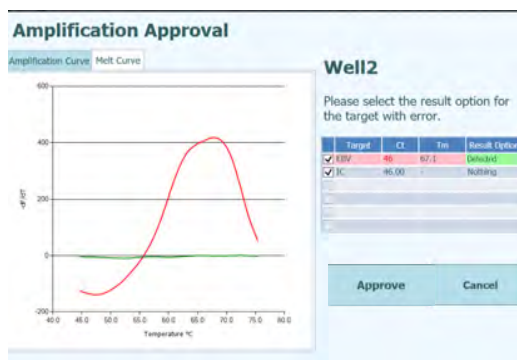 Amplification Approval
Amplification Curve Melt Curve
Well2
Please select the result option for
the target with error.
Target Ct Tm Result Option
EBV 46 67.1 Detected
IC 46.00 - Nothing
Approve Cancel
-dF/dT
600
400
200
0
-200
40.0 45.0 50.0 55.0 60.0 65.0 70.0 75.0 80.0
Temperature °C